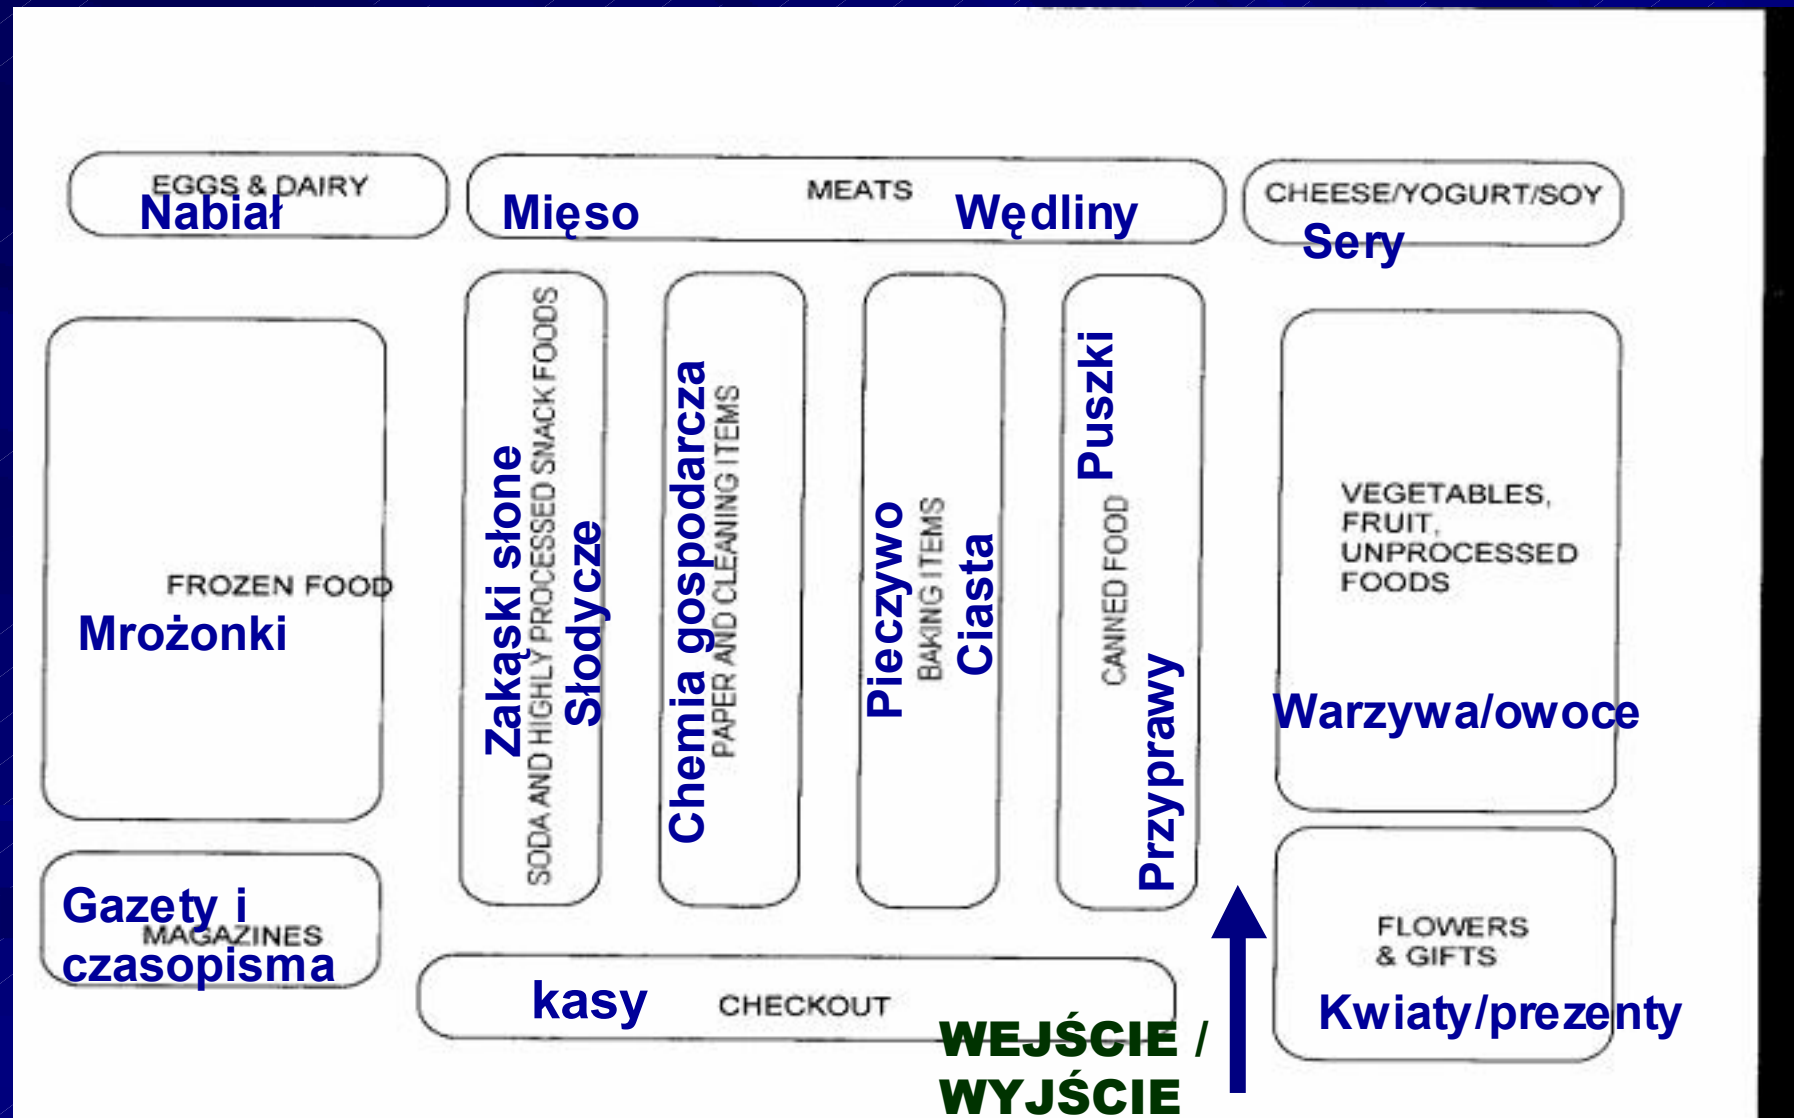 EGGS & DAIRY
Nabiał
MEATS
Mięso
Wędliny
CHEESE/YOGURT/SOY
Sery
FROZEN FOOD
Mrożonki
Zakąski słone
SODA AND HIGHLY PROCESSED SNACK FOODS
Słodycze
Chemia gospodarcza
PAPER AND CLEANING ITEMS
Pieczywo
BAKING ITEMS
Ciasta
Puszki
CANNED FOOD
Przyprawy
VEGETABLES,
FRUIT,
UNPROCESSED
FOODS
Warzywa/owoce
Gazety i
MAGAZINES
czasopisma
kasy
CHECKOUT
WEJŚCIE /
WYJŚCIE
FLOWERS
& GIFTS
Kwiaty/prezenty